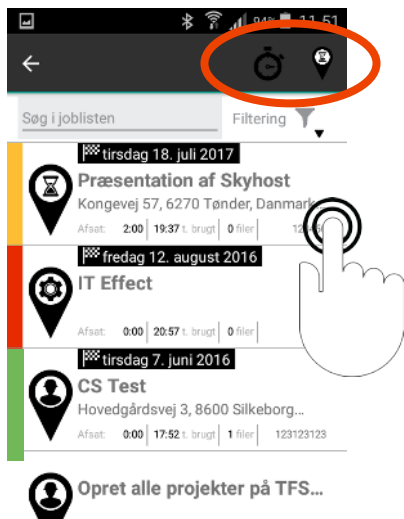 94% 11.51
Søg i joblisten Filtering
tirsdag 18. juli 2017
Præsentation af Skyhost
Kongevej 57, 6270 Tønder, Danmark
Afsat: 2:00 19:37 t. brugt 0 filer
fredag 12. august 2016
IT Effect
Afsat: 0:00 20:57 t. brugt 0 filer
tirsdag 7. juni 2016
CS Test
Hovedgårdsvej 3, 8600 Silkeborg...
Afsat: 0:00 17:52 t. brugt 1 filer 123123123
Opret alle projekter på TFS...